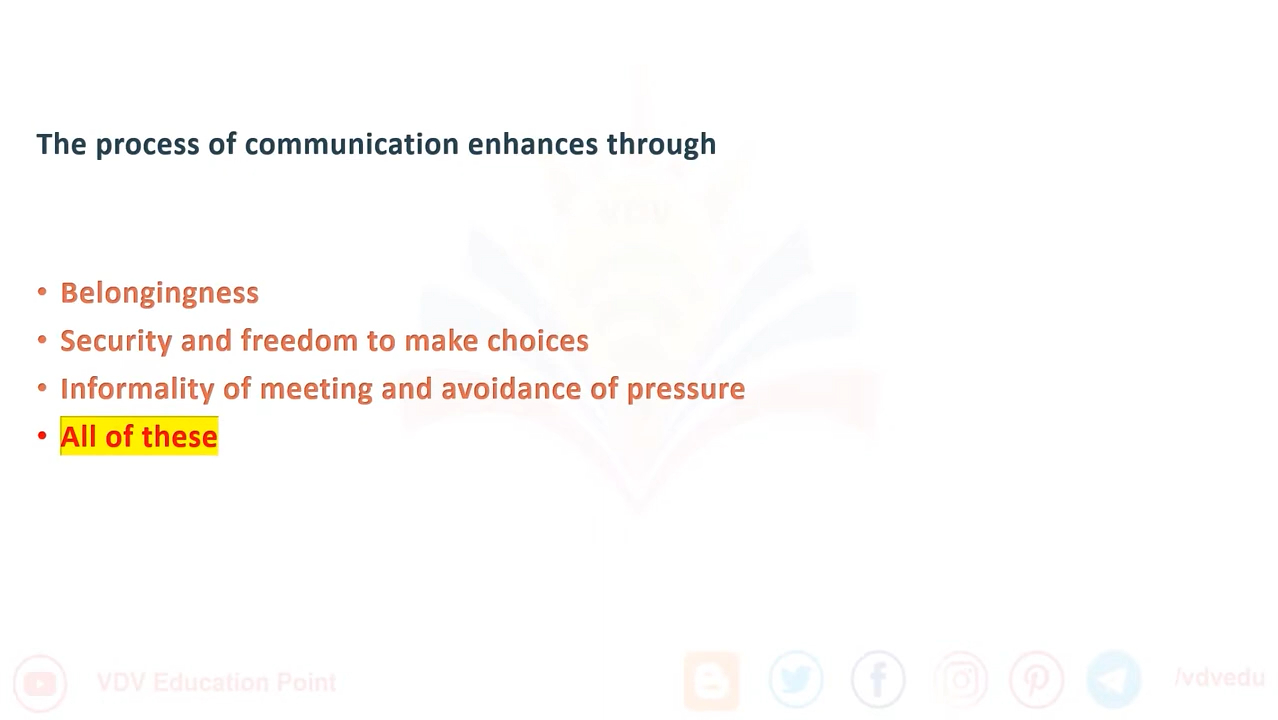 The process of communication enhances through
• Belongingness
• Security and freedom to make choices
• Informality of meeting and avoidance of pressure
• All of these
VDV
VDV Education Point
/vdvedu